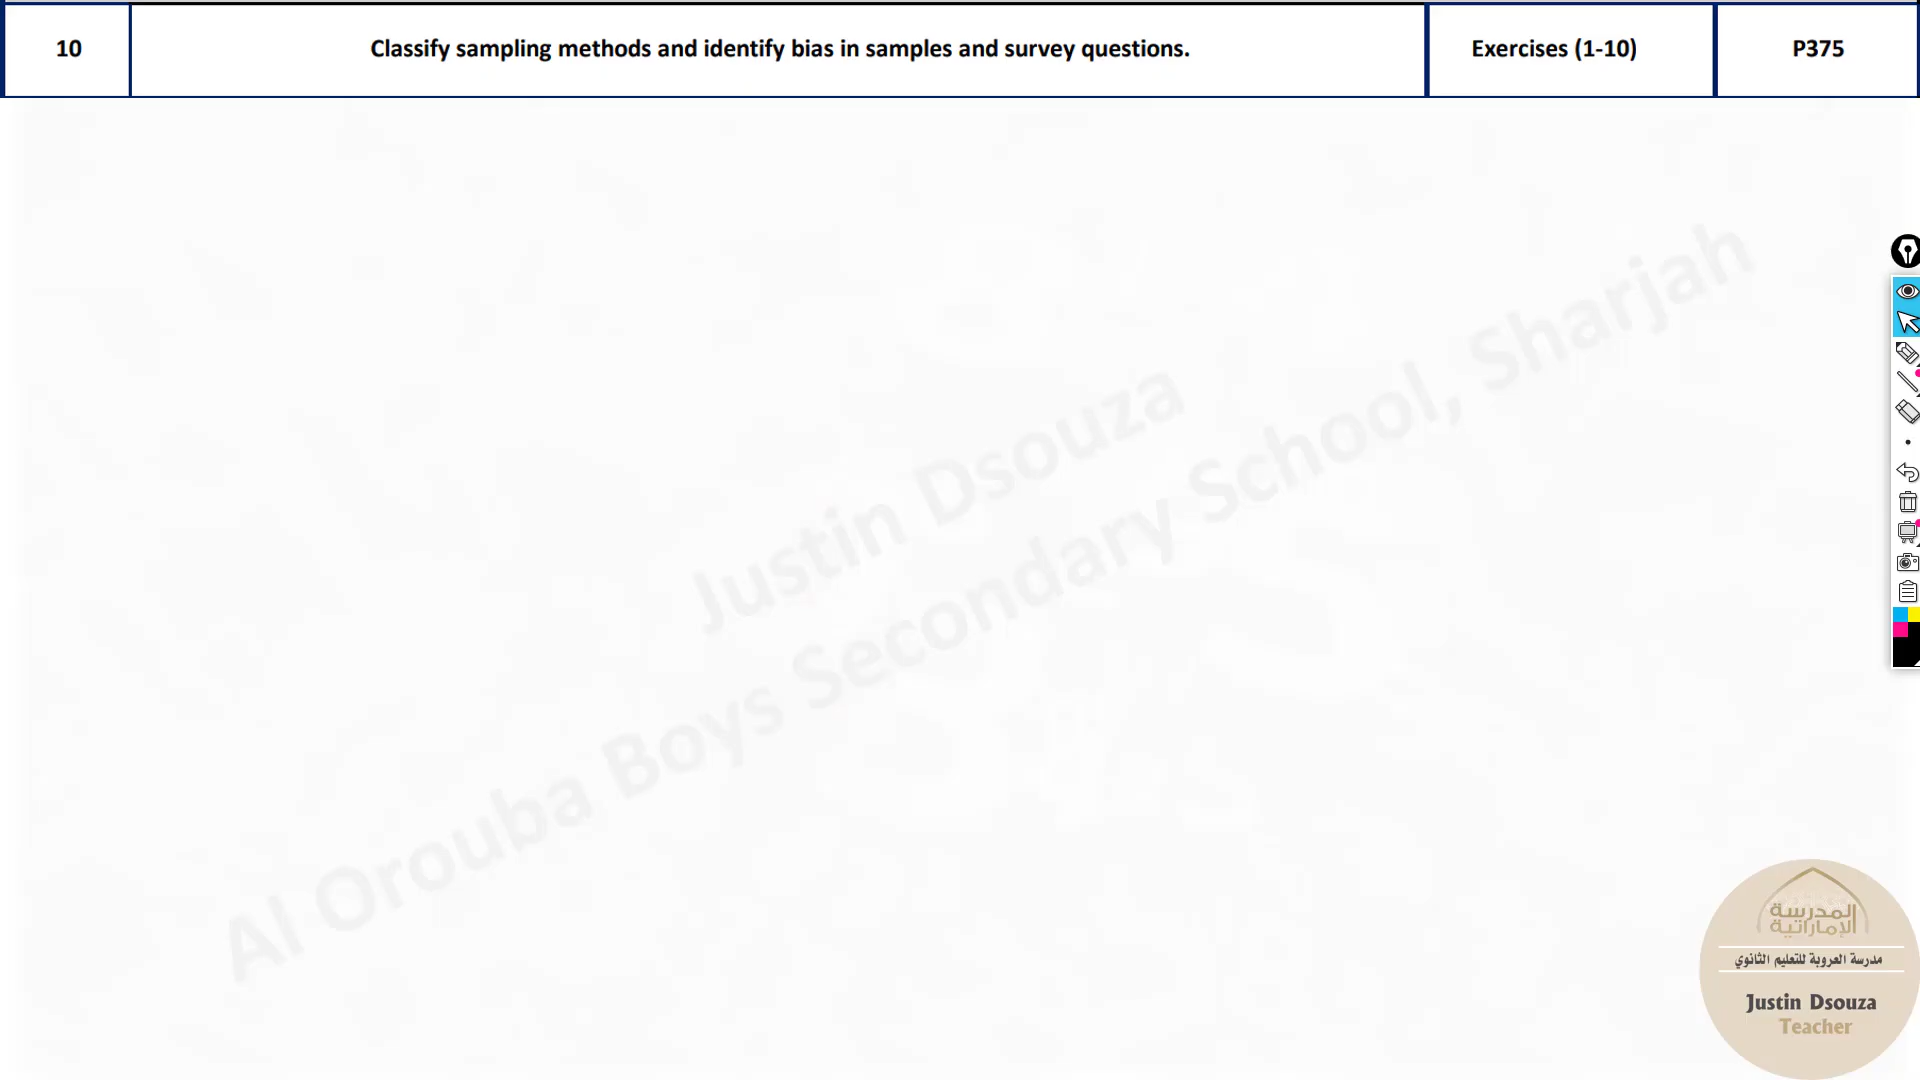 10
Classify sampling methods and identify bias in samples and survey questions.
Exercises (1-10)
P375
Justin Dsouza
Al Orouba Boys Secondary School, Sharjah
المدرسة
الإماراتية
مدرسة العروبة للتعليم الثانوي
Justin Dsouza
Teacher